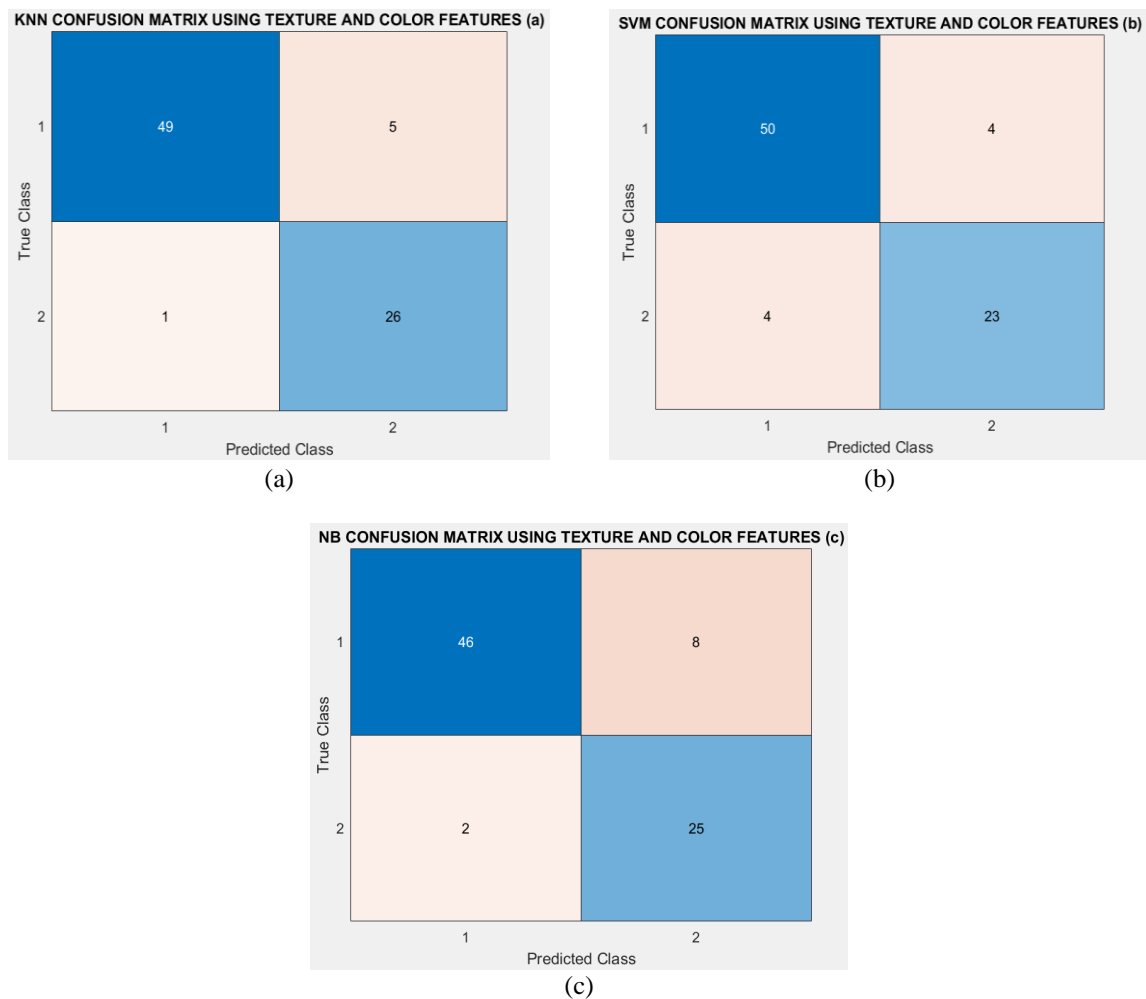 KNN CONFUSION MATRIX USING TEXTURE AND COLOR FEATURES (a)
1
49
5
True Class
2
1
26
1
2
Predicted Class
(a)
SVM CONFUSION MATRIX USING TEXTURE AND COLOR FEATURES (b)
1
50
4
True Class
2
4
23
1
2
Predicted Class
(b)
NB CONFUSION MATRIX USING TEXTURE AND COLOR FEATURES (c)
1
46
8
True Class
2
2
25
1
2
Predicted Class
(c)